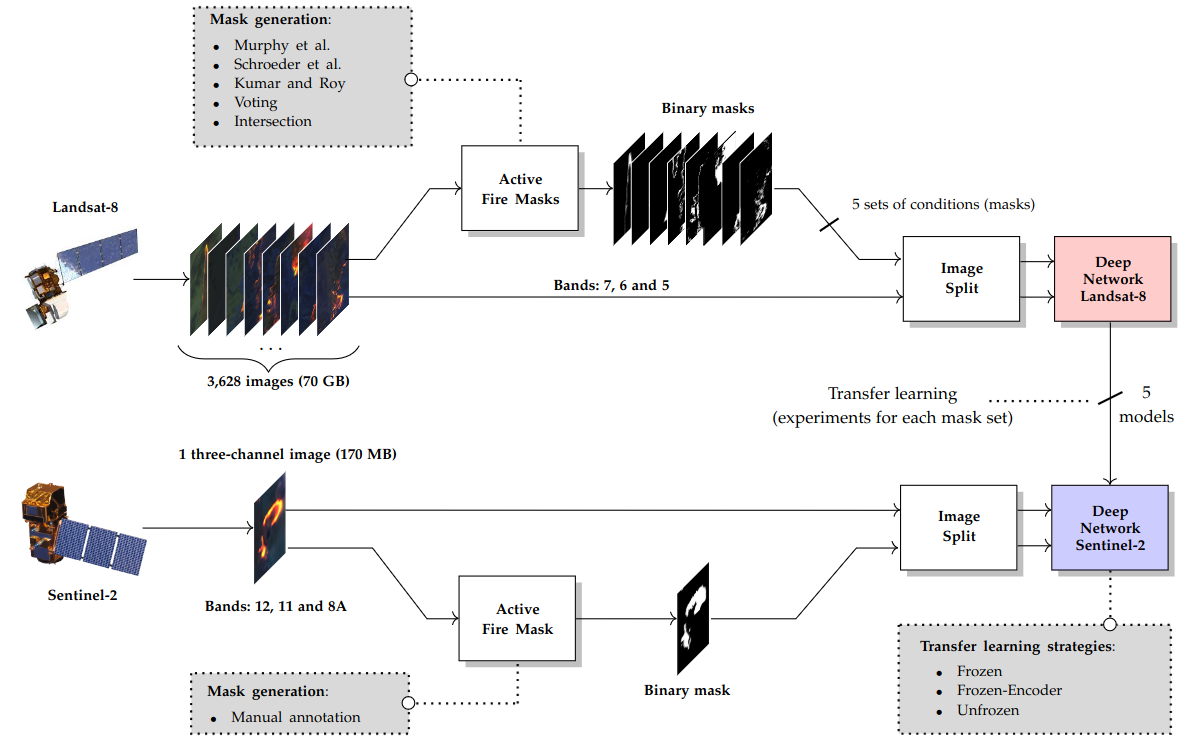 Mask generation:
• Murphy et al.
• Schroeder et al.
• Kumar and Roy
• Voting
• Intersection
Binary masks
Active
Fire Masks
Landsat-8
5 sets of conditions (masks)
Image
Split
Deep
Network
Landsat-8
Bands: 7, 6 and 5
. . .
3,628 images (70 GB)
Transfer learning
(experiments for each mask set)
5
models
1 three-channel image (170 MB)
Image
Split
Deep
Network
Sentinel-2
Sentinel-2
Bands: 12, 11 and 8A
Active
Fire Mask
Binary mask
Mask generation:
• Manual annotation
Transfer learning strategies:
• Frozen
• Frozen-Encoder
• Unfrozen